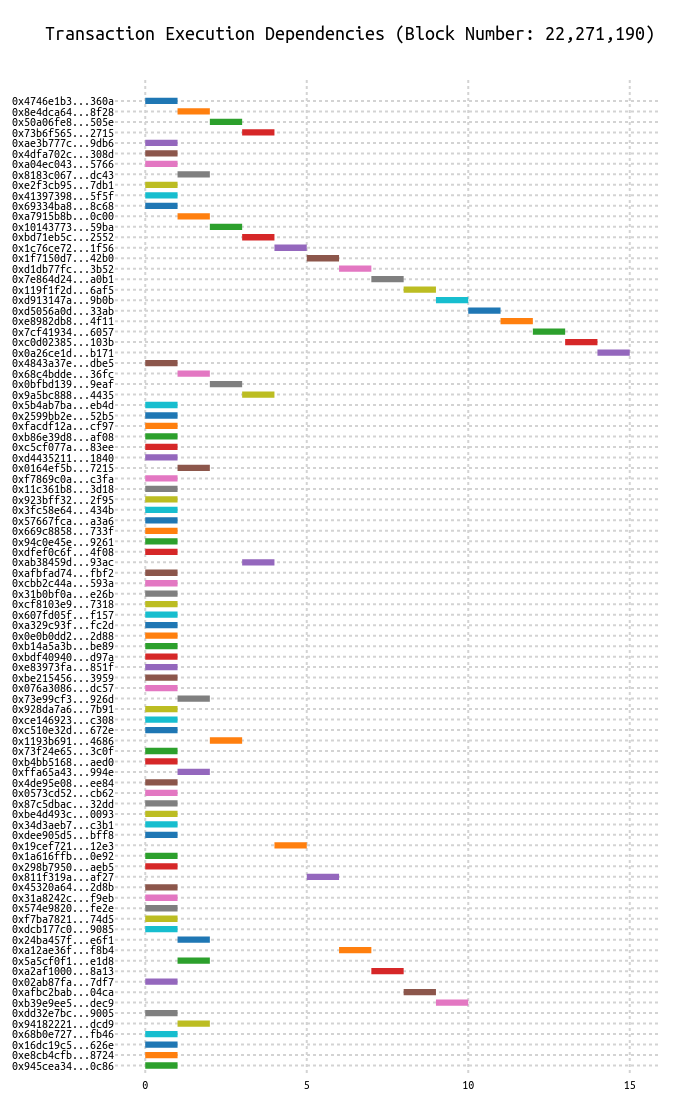 Transaction Execution Dependencies (Block Number: 22,271,190)
0x4746e1b3...360a
0x8e4dca64...8f28
0x50a06fe8...505e
0x73b6f565...2715
0xae3b777c...9db6
0x4dfa702c...308d
0xa04ec043...5766
0x8183c067...dc43
0xe2f3cb95...7db1
0x41397398...5f5f
0x69334ba8...8c68
0xa7915b8b...0c00
0x10143773...59ba
0xbd71eb5c...2552
0x1c76ce72...1f56
0x1f7150d7...42b0
0xd1db77fc...3b52
0x7e864d24...a0b1
0x119f1f2d...6af5
0xd913147a...9b0b
0xd5056a0d...33ab
0xe8982db8...4f11
0x7cf41934...6057
0xc0d02385...103b
0x0a26ce1d...b171
0x4843a37e...dbe5
0x68c4bdde...36fc
0x0bfbd139...9eaf
0x9a5bc888...4435
0x5b4ab7ba...eb4d
0x2599bb2e...52b5
0xfacdf12a...cf97
0xb86e39d8...af08
0xc5cf077a...83ee
0xd4435211...1840
0x0164ef5b...7215
0xf7869c0a...c3fa
0x11c361b8...3d18
0x923bff32...2f95
0x3fc58e64...434b
0x57667fca...a3a6
0x669c8858...733f
0x94c0e45e...9261
0xdfef0c6f...4f08
0xab38459d...93ac
0xafbfad74...fbf2
0xcbb2c44a...593a
0x31b0bf0a...e26b
0xcf8103e9...7318
0x607fd05f...f157
0xa329c93f...fc2d
0x0e0b0dd2...2d88
0xb14a5a3b...be89
0xbdf40940...d97a
0xe83973fa...851f
0xbe215456...3959
0x076a3086...dc57
0x73e99cf3...926d
0x928da7a6...7b91
0xce146923...c308
0xc510e32d...672e
0x1193b691...4686
0x73f24e65...3c0f
0xb4bb5168...aed0
0xffa65a43...994e
0x4de95e08...ee84
0x0573cd52...cb62
0x87c5dbac...32dd
0xbe4d493c...0093
0x34d3aeb7...c3b1
0xdee905d5...bff8
0x19cef721...12e3
0x1a616ffb...0e92
0x298b7950...aeb5
0x811f319a...af27
0x45320a64...2d8b
0x31a8242c...f9eb
0x574e9820...fe2e
0xf7ba7821...74d5
0xdcb177c0...9085
0x24ba457f...e6f1
0xa12ae36f...f8b4
0x5a5cf0f1...e1d8
0xa2af1000...8a13
0x02ab87fa...7df7
0xafbc2bab...04ca
0xb39e9ee5...dec9
0xdd32e7bc...9005
0x94182221...dcd9
0x68b0e727...fb46
0x16dc19c5...626e
0xe8cb4cfb...8724
0x945cea34...0c86
0 5 10 15